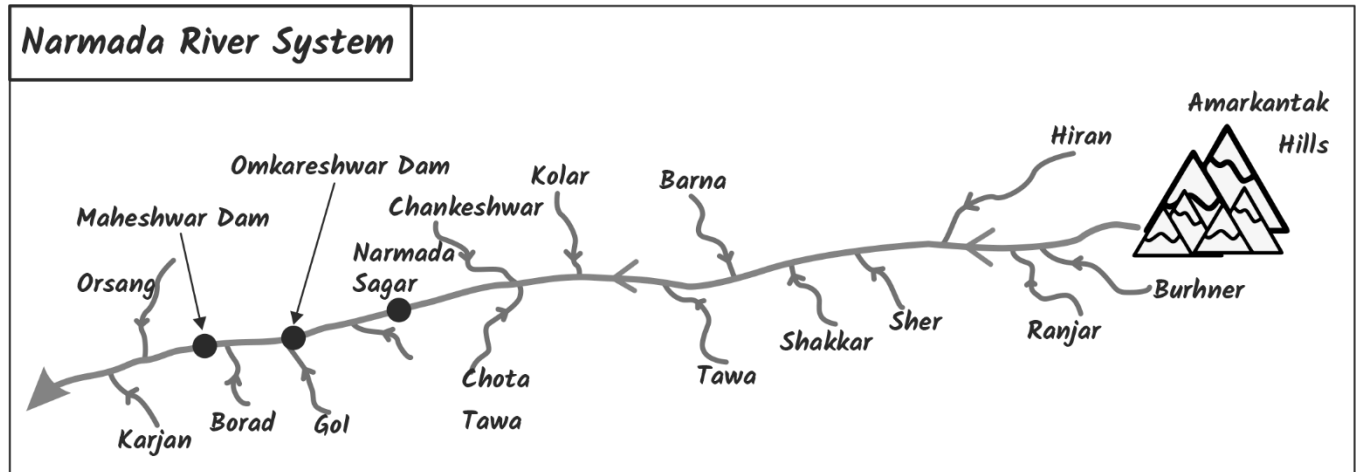 Narmada River System
Amarkantak
Hills
Hiran
Omkareshwar Dam
Kolar
Barna
Chankeshwar
Maheshwar Dam
Narmada
Sagar
Orsang
Burhner
Ranjar
Sher
Shakkar
Tawa
Chota
Tawa
Gol
Borad
Karjan